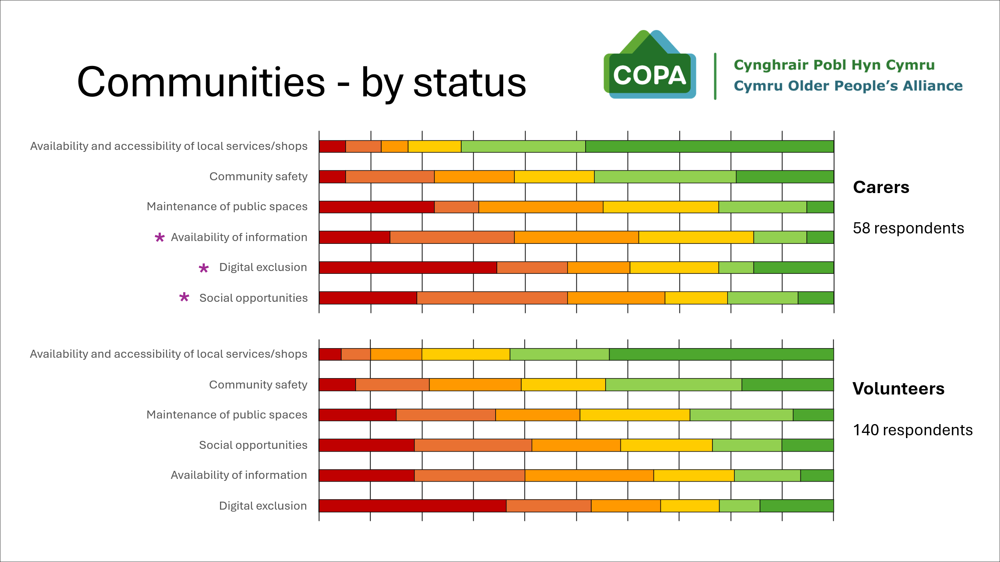 Communities - by status
COPA
Cynghrair Pobl Hyn Cymru
Cymru Older People’s Alliance
Availability and accessibility of local services/shops
Community safety
Maintenance of public spaces
* Availability of information
* Digital exclusion
* Social opportunities
Carers
58 respondents
Availability and accessibility of local services/shops
Community safety
Maintenance of public spaces
Social opportunities
Availability of information
Digital exclusion
Volunteers
140 respondents